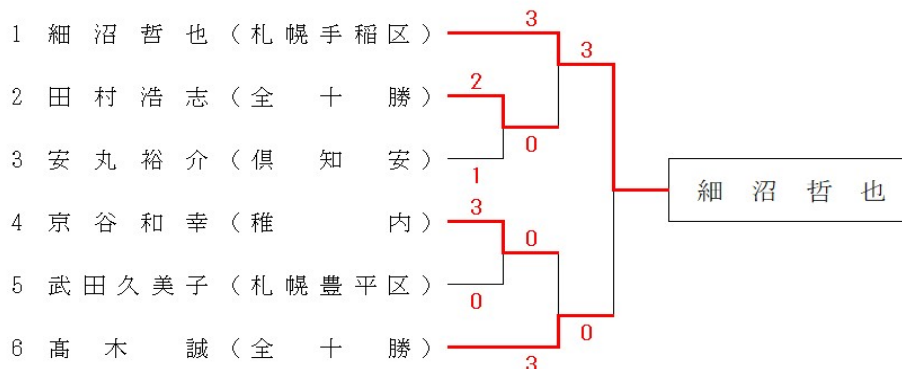 3
1 細沼哲也（札幌手稲区）
3
2 田村浩志（全十勝）
2
0
3 安丸裕介（倶知安）
1
細沼哲也
4 京谷和幸（稚内）
3
0
5 武田久美子（札幌豊平区）
0
0
6 髙木誠（全十勝）
3